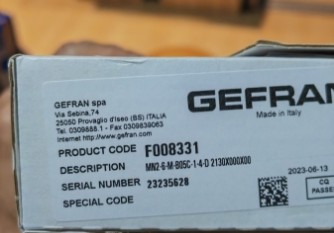 GEFRAN spa
Via Sebina,74
25050 Provaglio d'Iseo (BS) ITALIA
Tel. 0309888.1 - Fax 0309839063
Internet http://www.gefran.com
GEFRAN
Made in Italy
PRODUCT CODE F008331
DESCRIPTION MN2-6-M-B05C-1-4-D 2130X000X00
SERIAL NUMBER 23235628
SPECIAL CODE
2023-06-13
CQ
PASSE